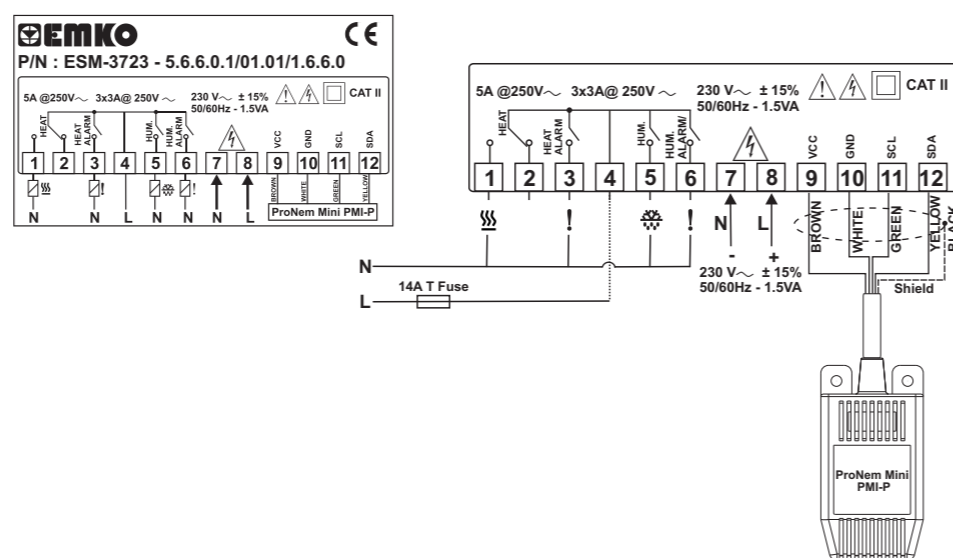 EMKO CE
P/N : ESM-3723 - 5.6.6.0.1/01.01/1.6.6.0
5A @250V~ 3x3A@ 250V ~ 230 V~ ± 15%
50/60Hz - 1.5VA
CAT II
HEAT
HEAT
ALARM
HUM.
HUM.
ALARM
VCC
GND
SCL
SDA
1 2 3 4 5 6 7 8 9 10 11 12
! !
BROWN
WHITE
GREEN
YELLOW
N N L N N N L
ProNem Mini PMI-P
5A @250V~ 3x3A@ 250V ~ 230 V~ ± 15%
50/60Hz - 1.5VA
CAT II
HEAT
HEAT
ALARM
HUM.
HUM.
ALARM/
VCC
GND
SCL
SDA
1 2 3 4 5 6 7 8 9 10 11 12
! !
N L
- +
230 V~ ± 15%
50/60Hz - 1.5VA
BROWN
WHITE
GREEN
YELLOW
BLACK
N
L
14A T Fuse
Shield
ProNem Mini
PMI-P